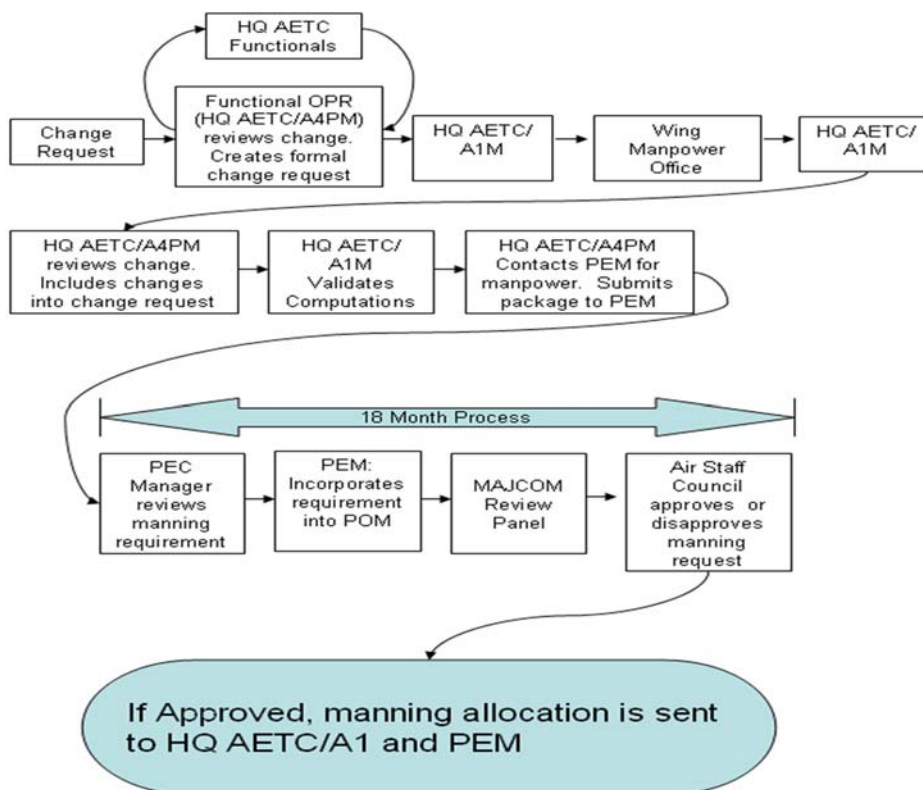 HQ AETC
Functionals
Change
Request
Functional OPR
(HQ AETC/A4PM)
reviews change.
Creates formal
change request
HQ AETC/
A1M
Wing
Manpower
Office
HQ AETC/
A1M
HQ AETC/A4PM
reviews change.
Includes changes
into change request
HQ AETC/
A1M
Validates
Computations
HQ AETC/A4PM
Contacts PEM for
manpower. Submits
package to PEM
18 Month Process
PEC
Manager
reviews
manning
requirement
PEM:
Incorporates
requirement
into POM
MAJCOM
Review
Panel
Air Staff
Council
approves or
disapproves
manning
request
If Approved, manning allocation is sent
to HQ AETC/A1 and PEM